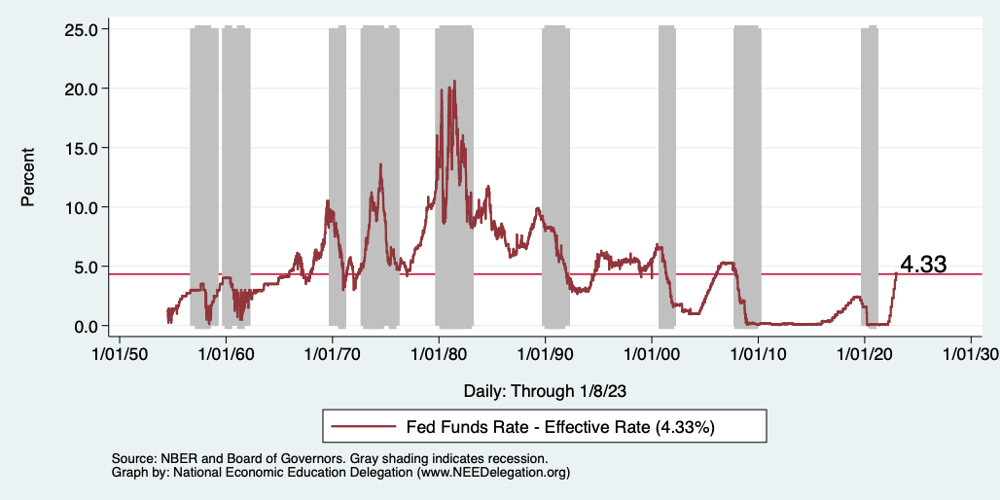 25.0
20.0
15.0
10.0
5.0
0.0
Percent
4.33
1/01/50 1/01/60 1/01/70 1/01/80 1/01/90 1/01/00 1/01/10 1/01/20 1/01/30
Daily: Through 1/8/23
Fed Funds Rate - Effective Rate (4.33%)
Source: NBER and Board of Governors. Gray shading indicates recession.
Graph by: National Economic Education Delegation (www.NEEDelegation.org)